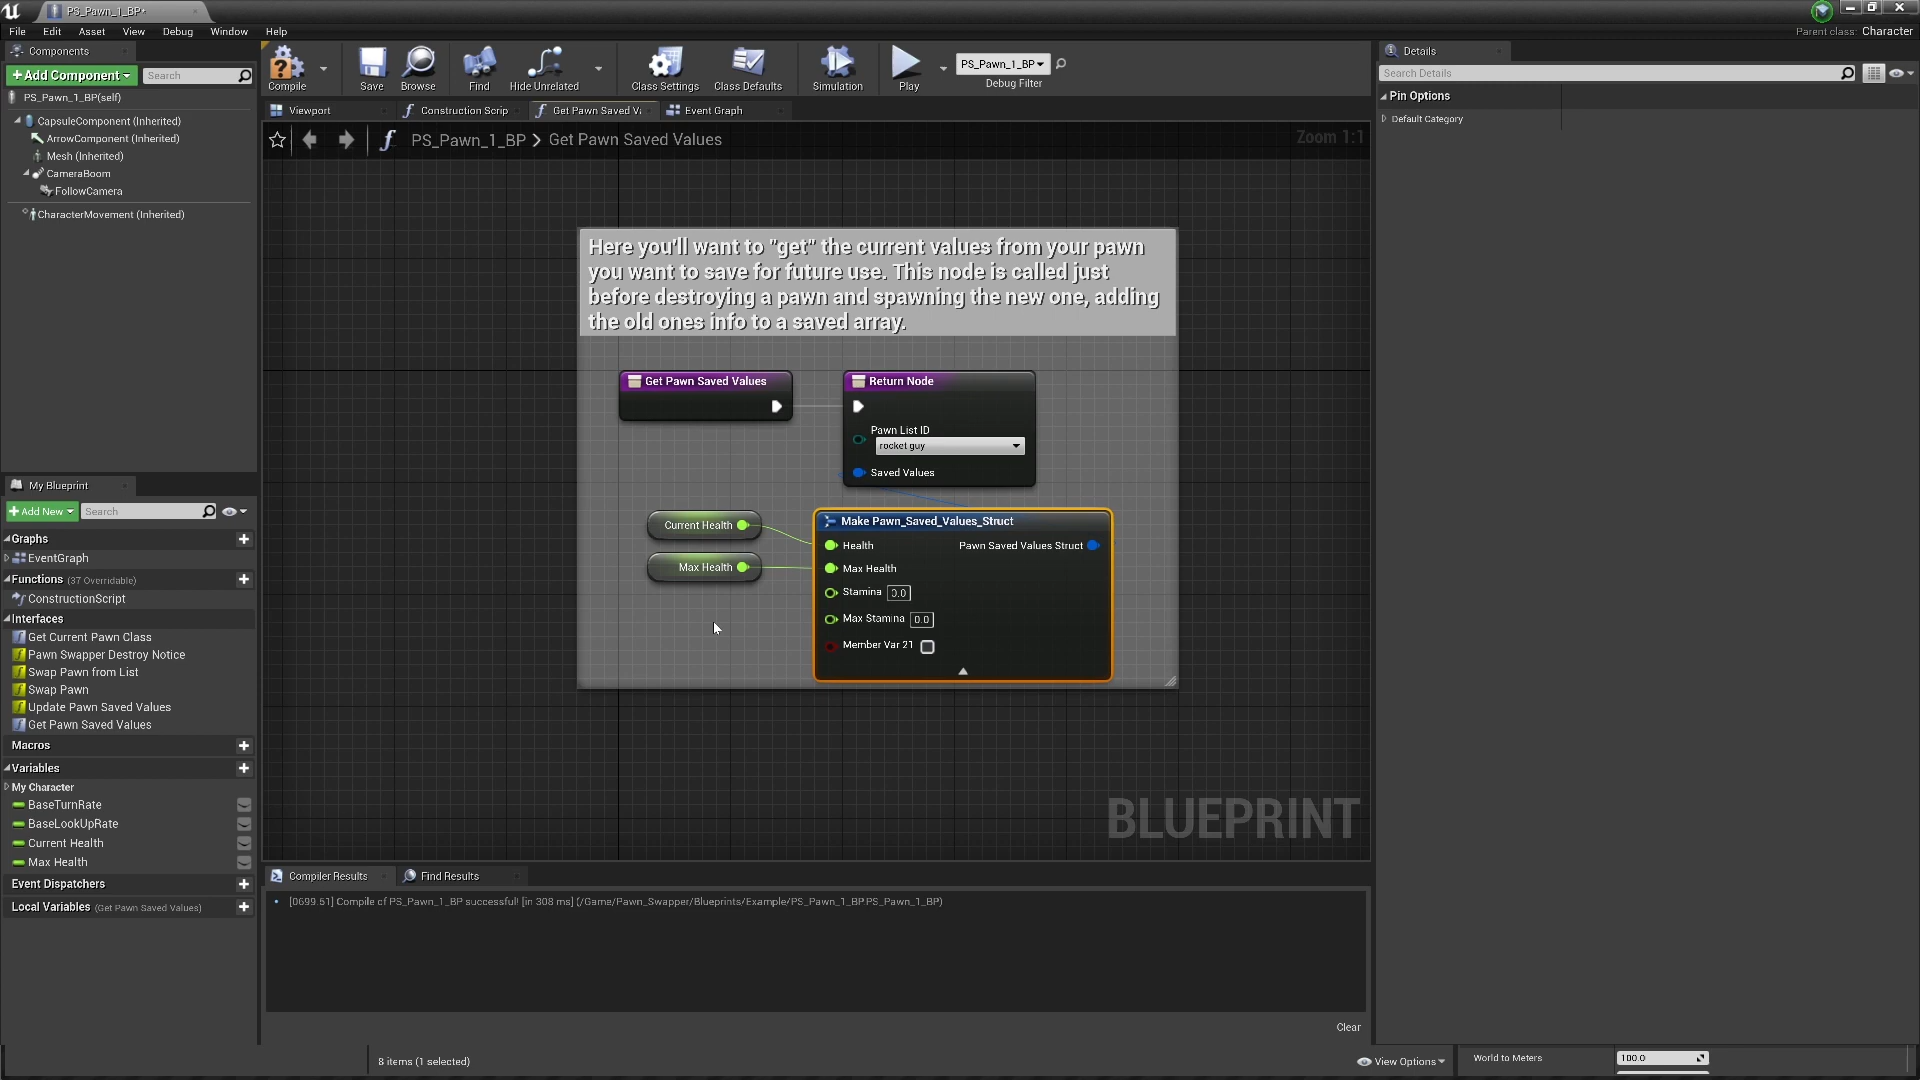 PS_Pawn_1_BP*
File Edit Asset View Debug Window Help
Parent class: Character
Components
+Add Component
Search
PS_Pawn_1_BP(self)
CapsuleComponent (Inherited)
ArrowComponent (Inherited)
Mesh (Inherited)
CameraBoom
FollowCamera
CharacterMovement (Inherited)
Compile
Save
Browse
Find
Hide Unrelated
Class Settings
Class Defaults
Simulation
Play
PS_Pawn_1_BP
Debug Filter
Viewport
Construction Scrip
Get Pawn Saved Va
Event Graph
PS_Pawn_1_BP > Get Pawn Saved Values
Zoom 1:1
Here you'll want to "get" the current values from your pawn
you want to save for future use. This node is called just
before destroying a pawn and spawning the new one, adding
the old ones info to a saved array.
Get Pawn Saved Values
Return Node
Pawn List ID
rocket guy
Saved Values
Current Health
Max Health
Make Pawn_Saved_Values_Struct
Health
Pawn Saved Values Struct
Max Health
Stamina 0.0
Max Stamina 0.0
Member Var 21
BLUEPRINT
My Blueprint
+Add New
Search
Graphs
EventGraph
Functions (37 Overridable)
ConstructionScript
Interfaces
Get Current Pawn Class
Pawn Swapper Destroy Notice
Swap Pawn from List
Swap Pawn
Update Pawn Saved Values
Get Pawn Saved Values
Macros
Variables
My Character
BaseTurnRate
BaseLookUpRate
Current Health
Max Health
Event Dispatchers
Local Variables (Get Pawn Saved Values)
Compiler Results
Find Results
[0699.51] Compile of PS_Pawn_1_BP successful! [in 308 ms] (/Game/Pawn_Swapper/Blueprints/Example/PS_Pawn_1_BP.PS_Pawn_1_BP)
Clear
8 items (1 selected)
View Options
Details
Search Details
Pin Options
Default Category
World to Meters
100.0